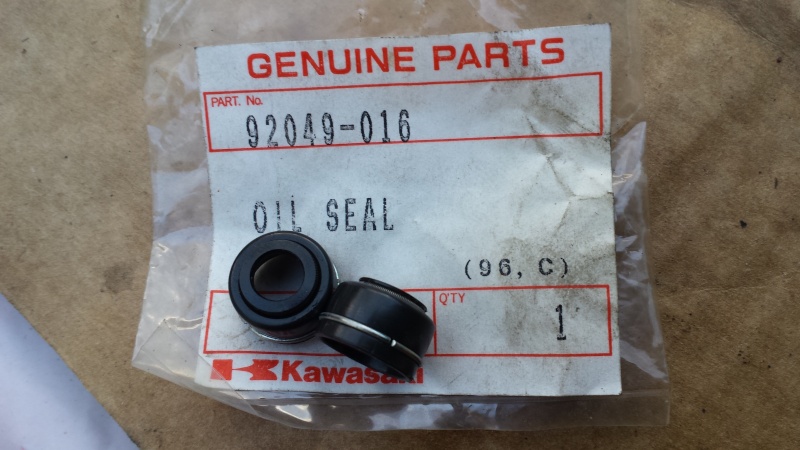 GENUINE PARTS
PART. No.
92049-016
OIL SEAL
(96, C)
Q'TY
1
Kawasaki